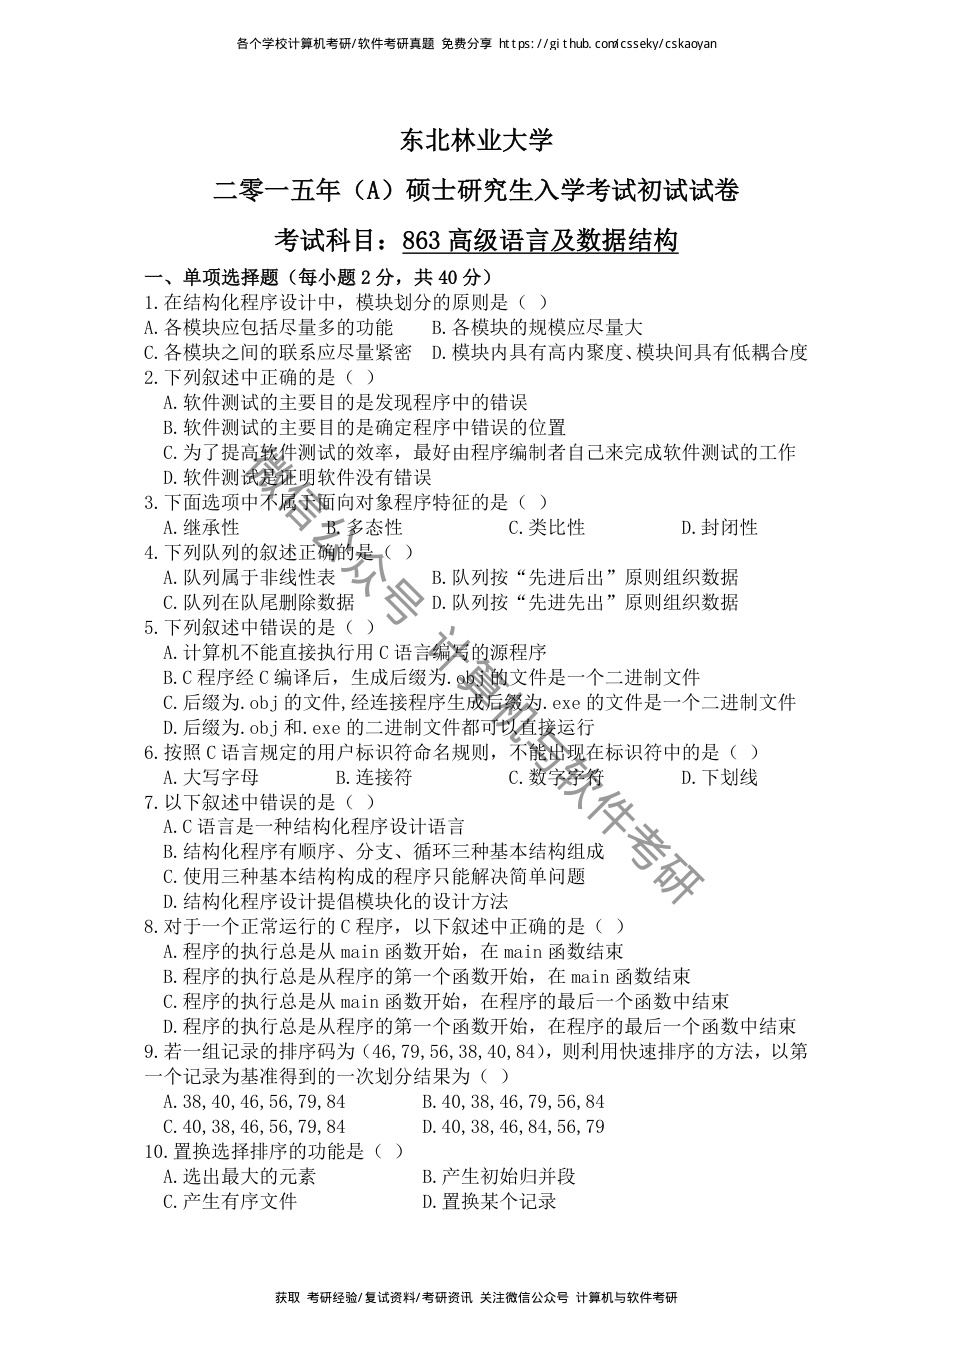 各个学校计算机考研/软件考研真题 免费分享 https://github.com/csseky/cskaoyan
东北林业大学
二零一五年（A）硕士研究生入学考试初试试卷
考试科目：863 高级语言及数据结构
一、单项选择题（每小题 2 分，共 40 分）
1.在结构化程序设计中，模块划分的原则是（ ）
A.各模块应包括尽量多的功能 B.各模块的规模应尽量大
C.各模块之间的联系应尽量紧密 D.模块内具有高内聚度、模块间具有低耦合度
2.下列叙述中正确的是（ ）
A.软件测试的主要目的是发现程序中的错误
B.软件测试的主要目的是确定程序中错误的位置
C.为了提高软件测试的效率，最好由程序编制者自己来完成软件测试的工作
D.软件测试是证明软件没有错误
3.下面选项中不属于面向对象程序特征的是（ ）
A.继承性 B.多态性 C.类比性 D.封闭性
4.下列队列的叙述正确的是（ ）
A.队列属于非线性表 B.队列按“先进后出”原则组织数据
C.队列在队尾删除数据 D.队列按“先进先出”原则组织数据
5.下列叙述中错误的是（ ）
A.计算机不能直接执行用 C 语言编写的源程序
B.C 程序经 C 编译后，生成后缀为.obj 的文件是一个二进制文件
C.后缀为.obj 的文件,经连接程序生成后缀为.exe 的文件是一个二进制文件
D.后缀为.obj 和.exe 的二进制文件都可以直接运行
6.按照 C 语言规定的用户标识符命名规则，不能出现在标识符中的是（ ）
A.大写字母 B.连接符 C.数字字符 D.下划线
7.以下叙述中错误的是（ ）
A.C 语言是一种结构化程序设计语言
B.结构化程序有顺序、分支、循环三种基本结构组成
C.使用三种基本结构构成的程序只能解决简单问题
D.结构化程序设计提倡模块化的设计方法
8.对于一个正常运行的 C 程序，以下叙述中正确的是（ ）
A.程序的执行总是从 main 函数开始，在 main 函数结束
B.程序的执行总是从程序的第一个函数开始，在 main 函数结束
C.程序的执行总是从 main 函数开始，在程序的最后一个函数中结束
D.程序的执行总是从程序的第一个函数开始，在程序的最后一个函数中结束
9.若一组记录的排序码为（46,79,56,38,40,84），则利用快速排序的方法，以第
一个记录为基准得到的一次划分结果为（ ）
A.38,40,46,56,79,84 B.40,38,46,79,56,84
C.40,38,46,56,79,84 D.40,38,46,84,56,79
10.置换选择排序的功能是（ ）
A.选出最大的元素 B.产生初始归并段
C.产生有序文件 D.置换某个记录
微信公众号 计算机与软件考研
获取 考研经验/复试资料/考研资讯 关注微信公众号 计算机与软件考研